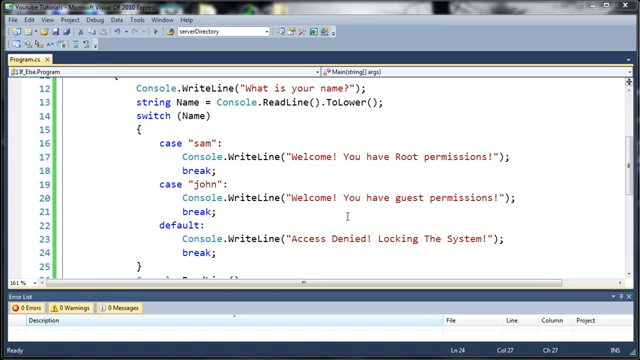 Youtube Tutorials - Microsoft Visual C# 2010 Express
File Edit View Project Debug Data Tools Window Help
serverDirectory
Program.cs
If_Else.Program
Main(string[] args)
12 Console.WriteLine("What is your name?");
13 string Name = Console.ReadLine().ToLower();
14 switch (Name)
15 {
16 case "sam":
17 Console.WriteLine("Welcome! You have Root permissions!");
18 break;
19 case "john":
20 Console.WriteLine("Welcome! You have guest permissions!");
21 break;
22 default:
23 Console.WriteLine("Access Denied! Locking The System!");
24 break;
25 }
161 %
Error List
0 Errors 0 Warnings 0 Messages
Description File Line Column Project
Ready Ln 24 Col 27 Ch 27 INS